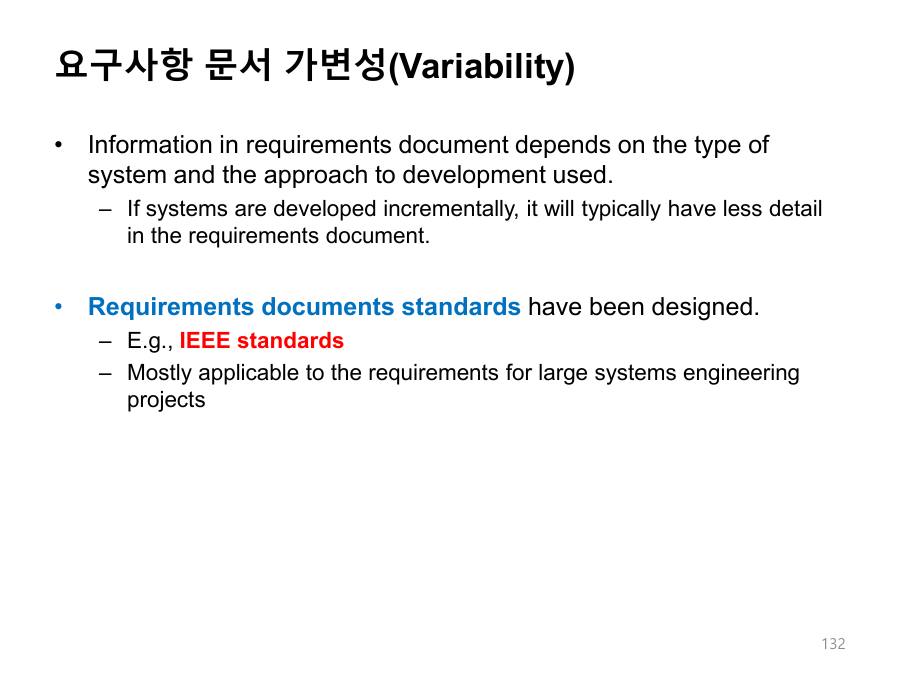 요구사항 문서 가변성(Variability)
• Information in requirements document depends on the type of
system and the approach to development used.
– If systems are developed incrementally, it will typically have less detail
in the requirements document.
• Requirements documents standards have been designed.
– E.g., IEEE standards
– Mostly applicable to the requirements for large systems engineering
projects
132